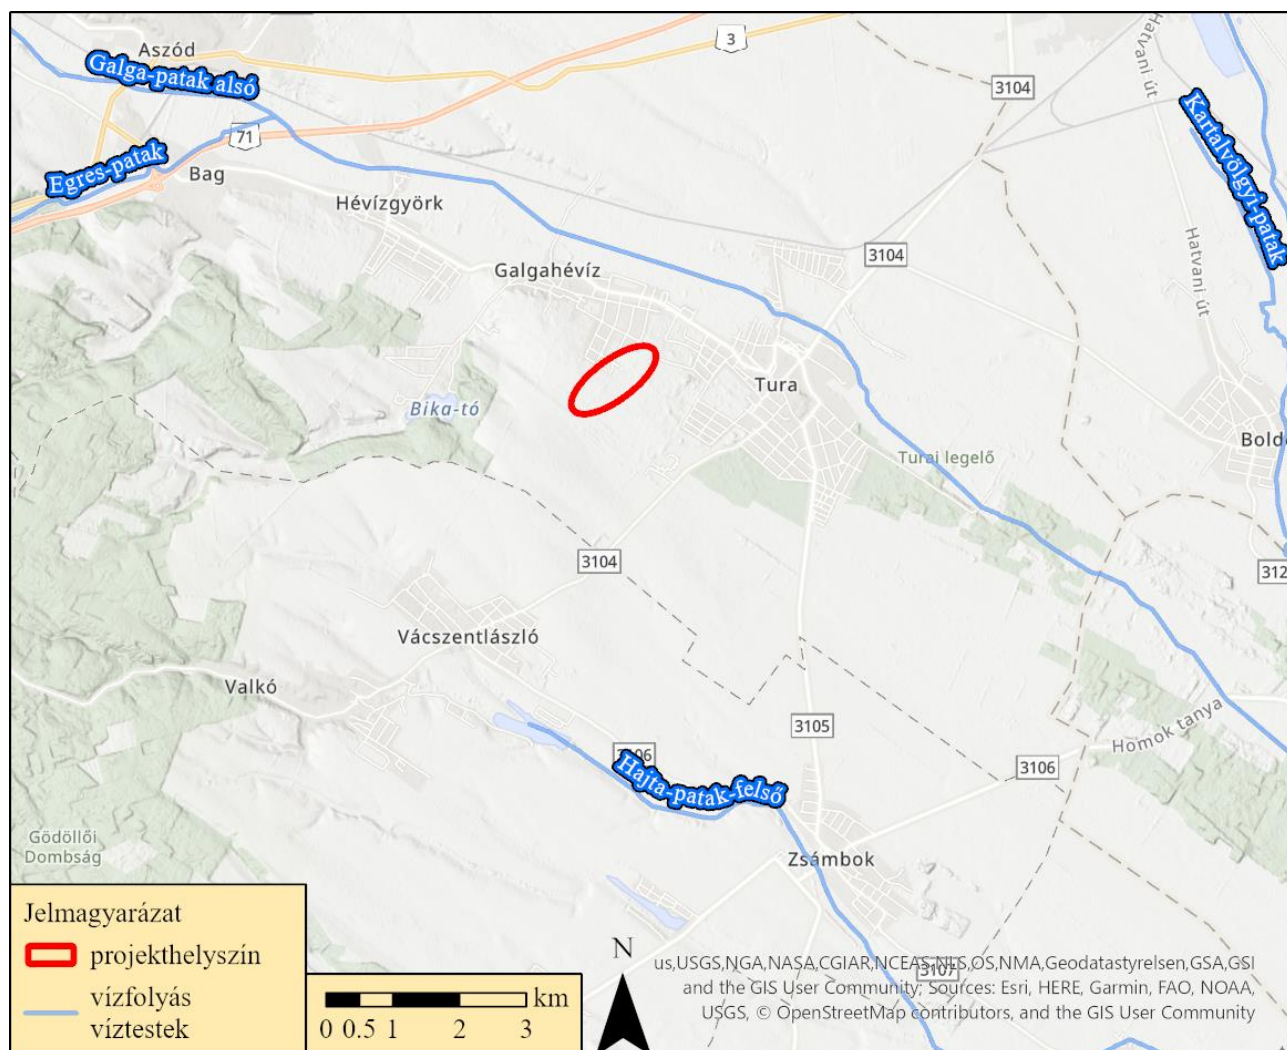 Aszód
3
Hatvani út
Galga-patak alsó
3104
Kartalvölgyi-patak
71
Egres-patak
Bag
Hévízgyörk
Hatvani út
3104
Galgahévíz
Tura
Bika-tó
Turai legelő
3104
Vácszentlászló
Valkó
3105
Homok tanya
3106
3106
Hajta-patak-felső
Gödöllői
Dombság
Zsámbok
3107
Jelmagyarázat
projekthelyszín
vízfolyás
víztestek
km
0 0.5 1 2 3
N
us,USGS,NGA,NASA,CGIAR,NCEAS,NLS,OS,NMA,Geodatastyrelsen,GSA,GSI
and the GIS User Community; Sources: Esri, HERE, Garmin, FAO, NOAA,
USGS, © OpenStreetMap contributors, and the GIS User Community